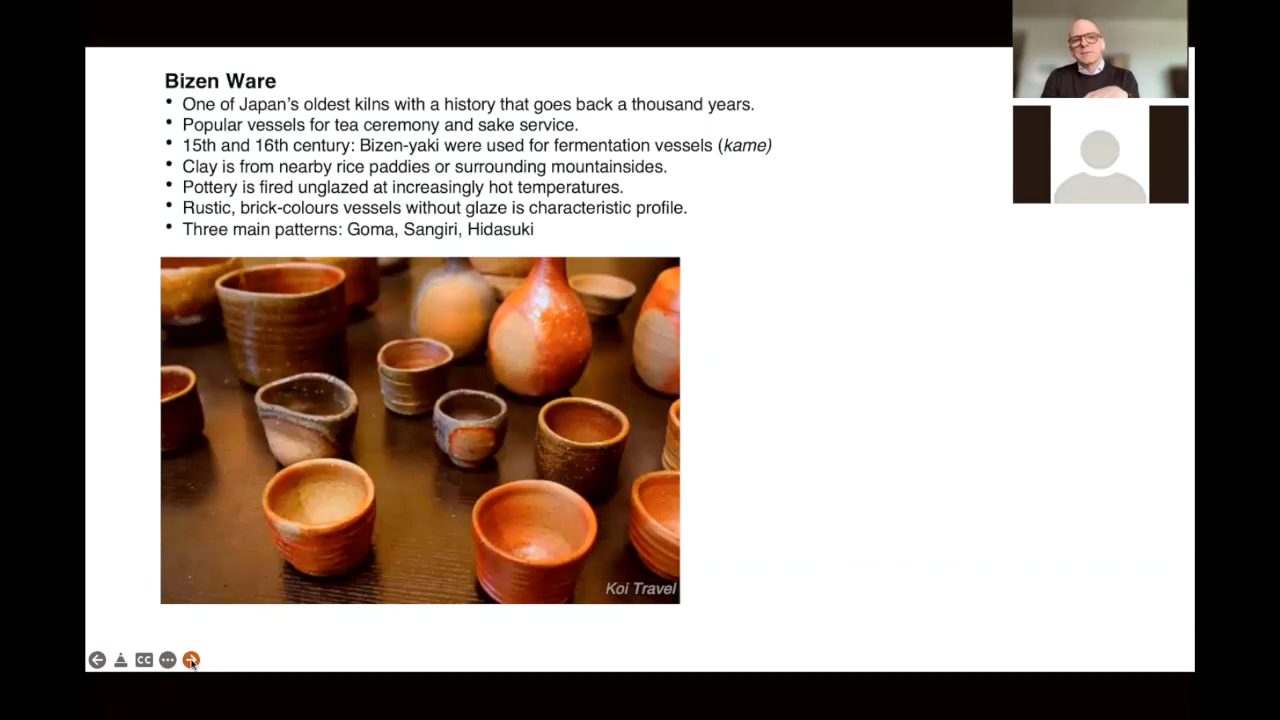 Bizen Ware
• One of Japan’s oldest kilns with a history that goes back a thousand years.
• Popular vessels for tea ceremony and sake service.
• 15th and 16th century: Bizen-yaki were used for fermentation vessels (kame)
• Clay is from nearby rice paddies or surrounding mountainsides.
• Pottery is fired unglazed at increasingly hot temperatures.
• Rustic, brick-colours vessels without glaze is characteristic profile.
• Three main patterns: Goma, Sangiri, Hidasuki
Koi Travel
CC